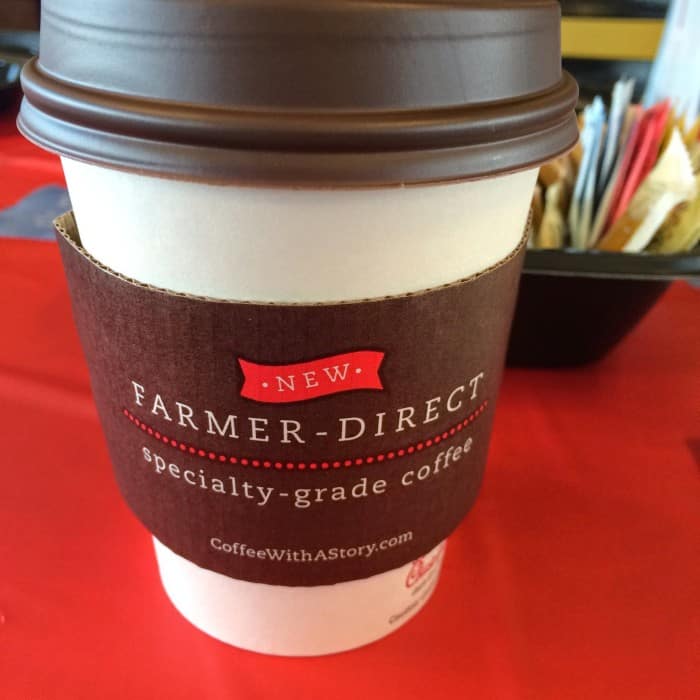 · NEW ·
FARMER-DIRECT
specialty-grade coffee
CoffeeWithAStory.com